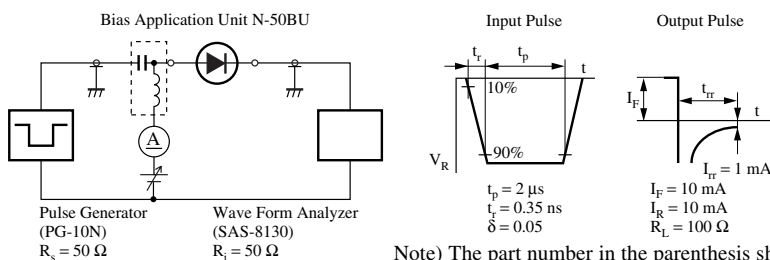 Bias Application Unit N-50BU
A
Pulse Generator
(PG-10N)
R_s = 50 Ω
Wave Form Analyzer
(SAS-8130)
R_i = 50 Ω
Input Pulse
t_r
t_p
t
10%
90%
V_R
t_p = 2 μs
t_r = 0.35 ns
δ = 0.05
Output Pulse
I_F
t_rr
t
I_rr = 1 mA
I_F = 10 mA
I_R = 10 mA
R_L = 100 Ω
Note) The part number in the parenthesis sh